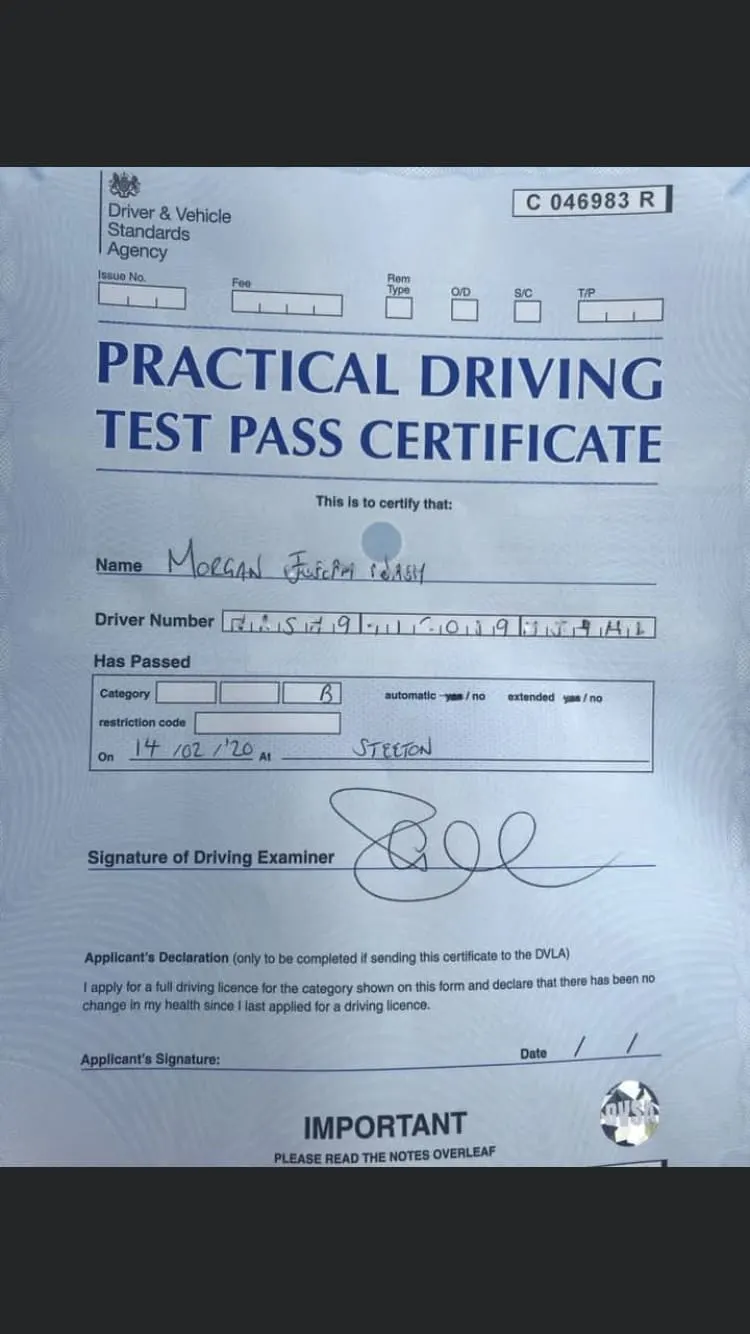 Driver & Vehicle
Standards
Agency
C 046983 R
Issue No.
Fee
Rem
Type
O/D
S/C
T/P
PRACTICAL DRIVING
TEST PASS CERTIFICATE
This is to certify that:
Name MORGAN
Driver Number
Has Passed
Category B automatic yes / no extended yes / no
restriction code
On 14 /02 /'20 At STEETON
Signature of Driving Examiner
Applicant's Declaration (only to be completed if sending this certificate to the DVLA)
I apply for a full driving licence for the category shown on this form and declare that there has been no
change in my health since I last applied for a driving licence.
Applicant's Signature:
Date / /
DVSA
IMPORTANT
PLEASE READ THE NOTES OVERLEAF